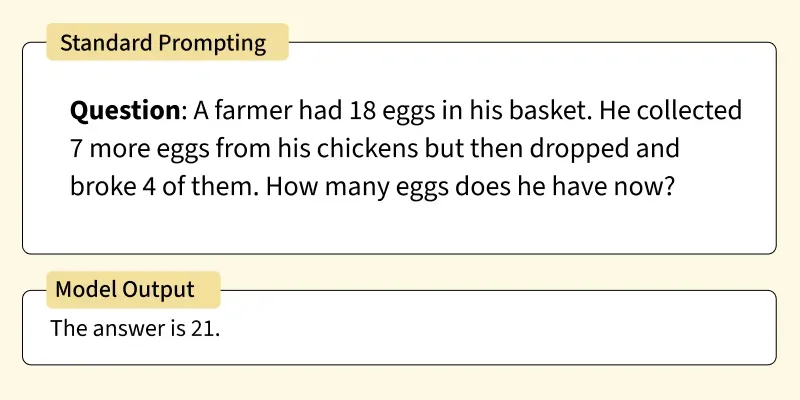 Standard Prompting
Question: A farmer had 18 eggs in his basket. He collected
7 more eggs from his chickens but then dropped and
broke 4 of them. How many eggs does he have now?
Model Output
The answer is 21.